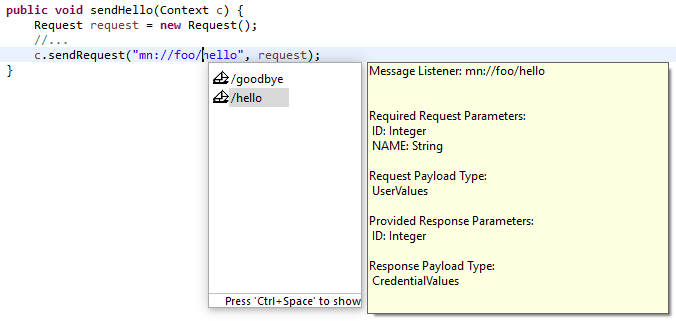 public void sendHello(Context c) {
Request request = new Request();
//...
c.sendRequest("mn://foo/hello", request);
}
/goodbye
/hello
Press 'Ctrl+Space' to show
Message Listener: mn://foo/hello
Required Request Parameters:
ID: Integer
NAME: String
Request Payload Type:
UserValues
Provided Response Parameters:
ID: Integer
Response Payload Type:
CredentialValues